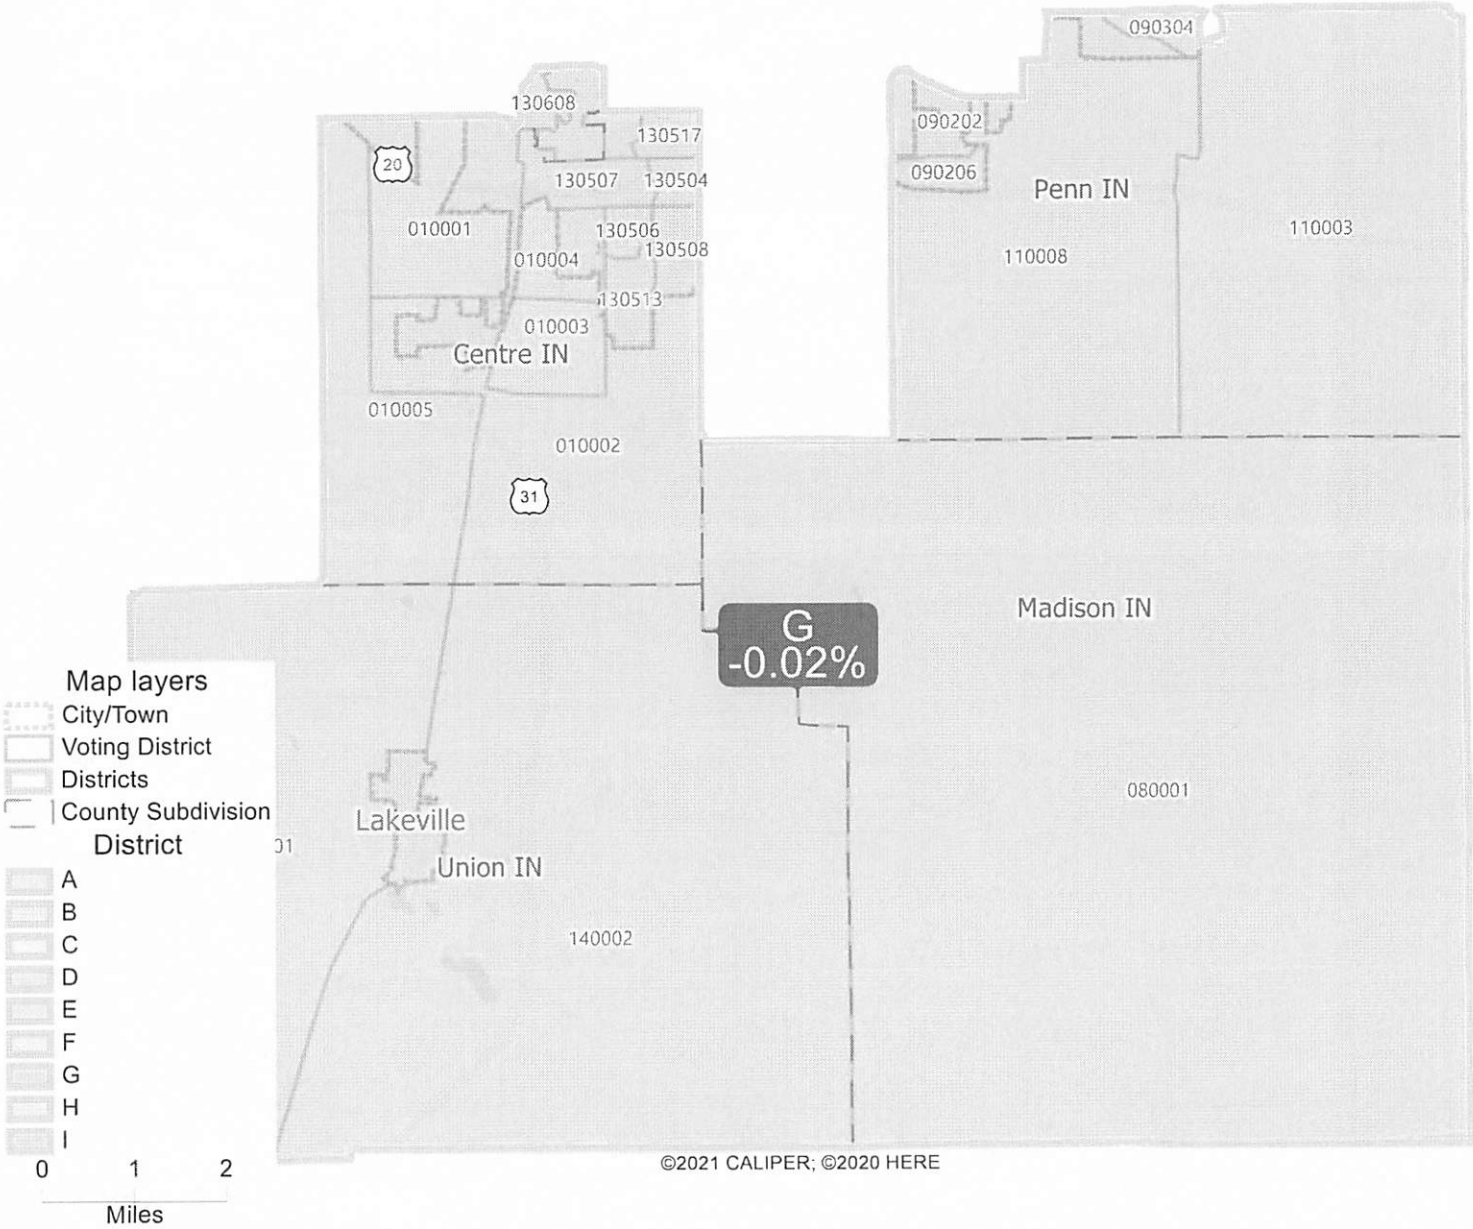 090304
130608
130517
090202
20
090206
130507
130504
Penn IN
010001
130506
110003
130508
010004
110008
130513
010003
Centre IN
010005
010002
31
Madison IN
G
-0.02%
Map layers
City/Town
Voting District
Districts
County Subdivision
District
A
B
C
D
E
F
G
H
I
080001
Lakeville
01
Union IN
140002
0 1 2
Miles
©2021 CALIPER; ©2020 HERE